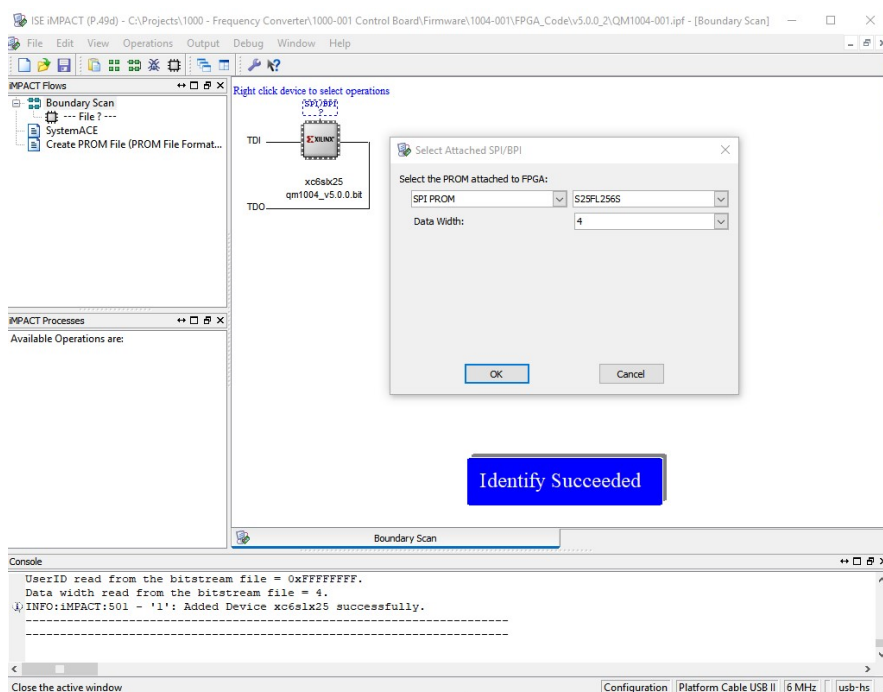 ISE iMPACT (P.49d) - C:\Projects\1000 - Frequency Converter\1000-001 Control Board\Firmware\1004-001\FPGA_Code\v5.0.0_2\QM1004-001.ipf - [Boundary Scan]
File Edit View Operations Output Debug Window Help
iMPACT Flows
Boundary Scan
--- File ? ---
SystemACE
Create PROM File (PROM File Format...
Right click device to select operations
SPI/BPI
?
TDI
XILINX
xc6slx25
qm1004_v5.0.0.bit
TDO
Select Attached SPI/BPI
Select the PROM attached to FPGA:
SPI PROM
S25FL256S
Data Width:
4
OK
Cancel
iMPACT Processes
Available Operations are:
Identify Succeeded
Boundary Scan
Console
UserID read from the bitstream file = 0xFFFFFFFF.
Data width read from the bitstream file = 4.
INFO:iMPACT:501 - '1': Added Device xc6slx25 successfully.
----------------------------------------------------------------------
----------------------------------------------------------------------
Close the active window
Configuration
Platform Cable USB II
6 MHz
usb-hs